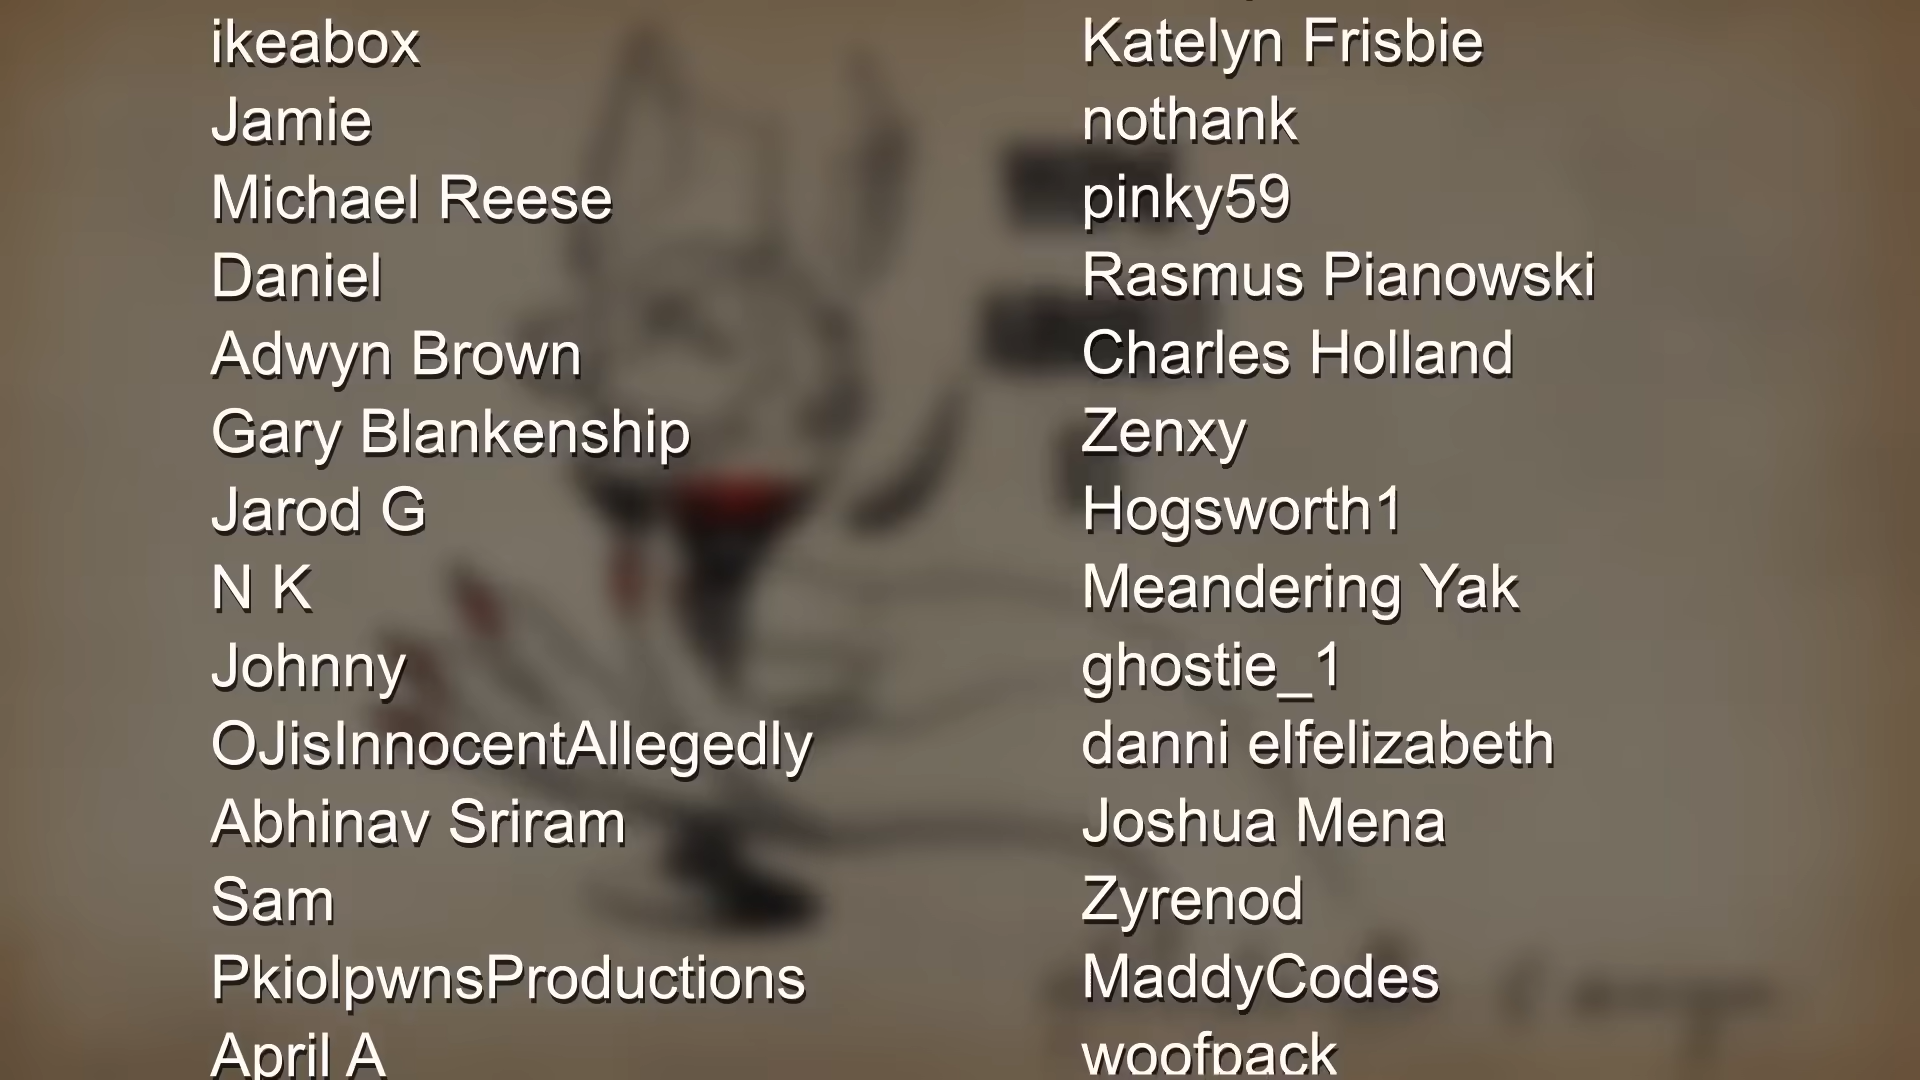 ikeabox
Jamie
Michael Reese
Daniel
Adwyn Brown
Gary Blankenship
Jarod G
N K
Johnny
OJisInnocentAllegedly
Abhinav Sriram
Sam
PkiolpwnsProductions
April A
Katelyn Frisbie
nothank
pinky59
Rasmus Pianowski
Charles Holland
Zenxy
Hogsworth1
Meandering Yak
ghostie_1
danni elfelizabeth
Joshua Mena
Zyrenod
MaddyCodes
woofpack